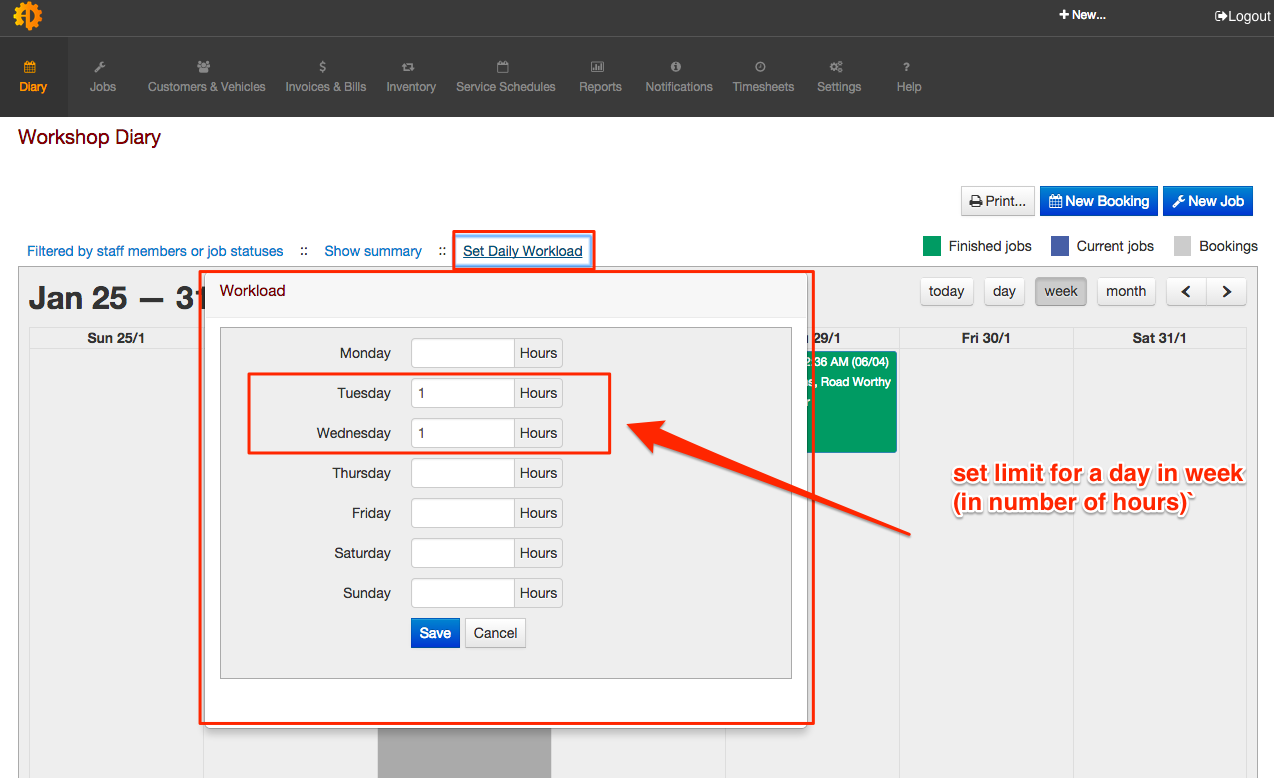 + New...
Logout
Diary
Jobs
Customers & Vehicles
$
Invoices & Bills
Inventory
Service Schedules
Reports
Notifications
Timesheets
Settings
?
Help
Workshop Diary
Print...
New Booking
New Job
Filtered by staff members or job statuses :: Show summary :: Set Daily Workload
Finished jobs
Current jobs
Bookings
Jan 25 — 31
today
day
week
month
Sun 25/1
29/1
Fri 30/1
Sat 31/1
:36 AM (06/04)
, Road Worthy
Workload
Monday Hours
Tuesday 1 Hours
Wednesday 1 Hours
Thursday Hours
Friday Hours
Saturday Hours
Sunday Hours
Save Cancel
set limit for a day in week
(in number of hours)`